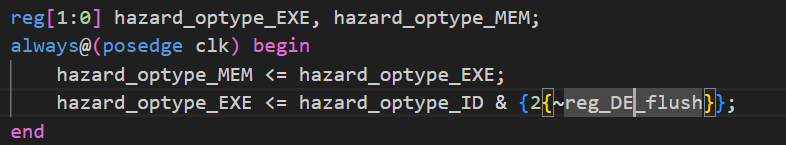 reg[1:0] hazard_optype_EXE, hazard_optype_MEM;
always@(posedge clk) begin
    hazard_optype_MEM <= hazard_optype_EXE;
    hazard_optype_EXE <= hazard_optype_ID & {2{~reg_DE_flush}};
end